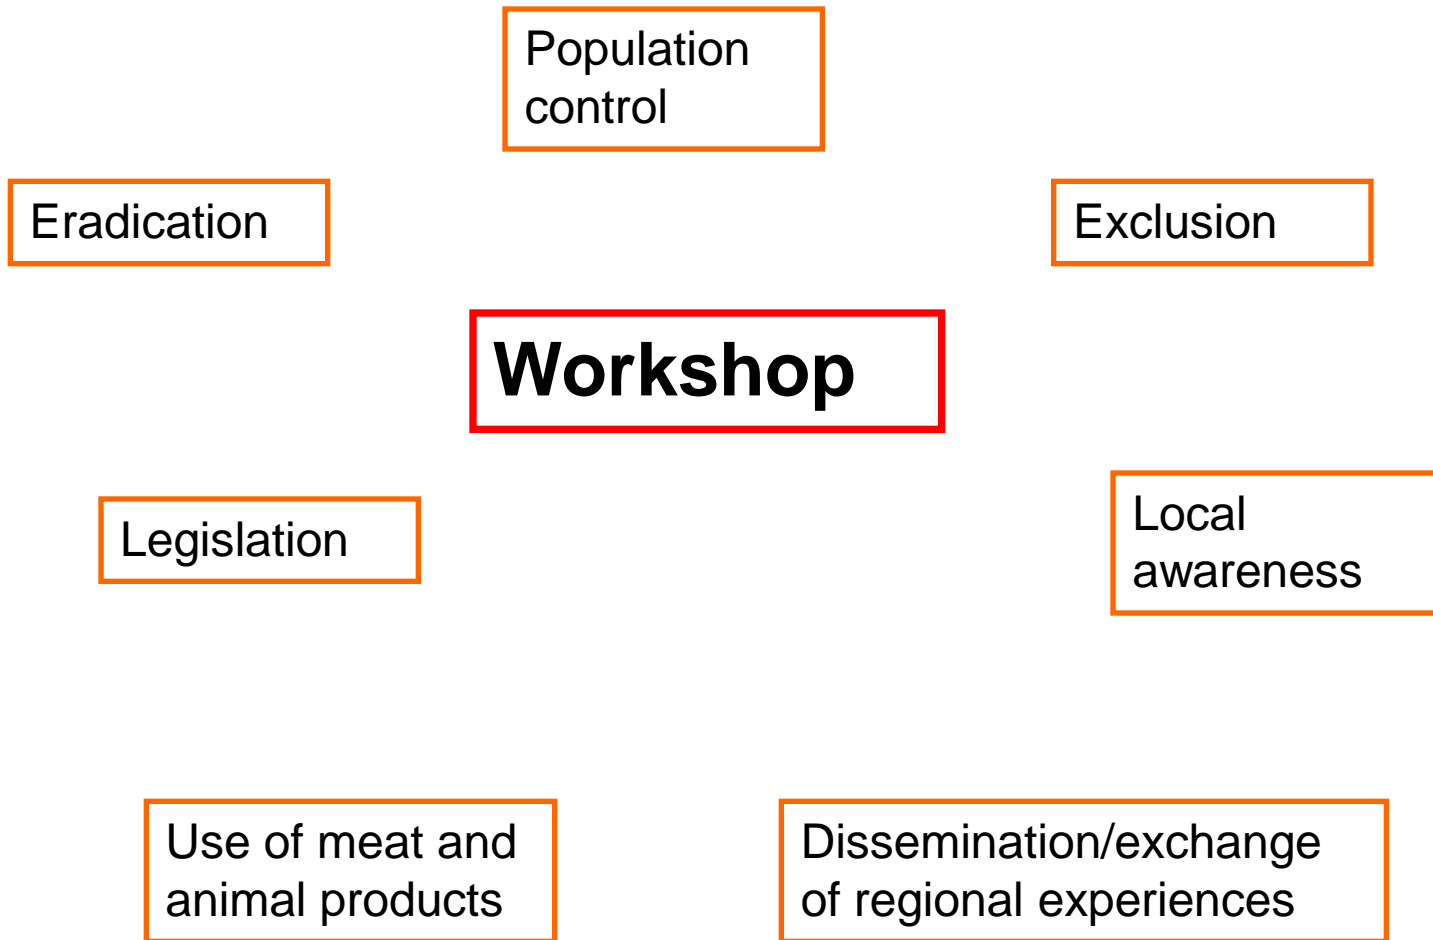 Population
control
Eradication
Exclusion
Workshop
Legislation
Local
awareness
Use of meat and
animal products
Dissemination/exchange
of regional experiences